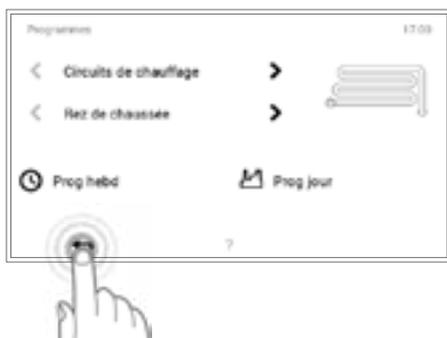 Programmes 17:03
Circuits de chauffage
Rez de chaussée
Prog hebd Prog jour
?